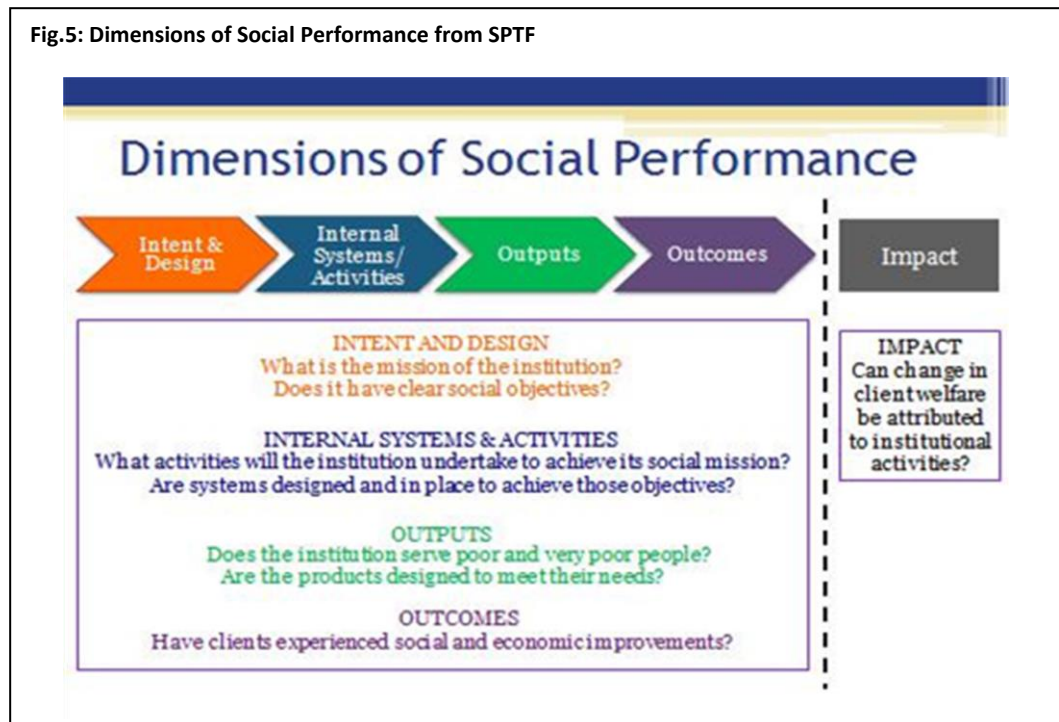 Fig.5: Dimensions of Social Performance from SPTF
Dimensions of Social Performance
Intent &
Design
Internal
Systems/
Activities
Outputs
Outcomes
Impact
INTENT AND DESIGN
What is the mission of the institution?
Does it have clear social objectives?
INTERNAL SYSTEMS & ACTIVITIES
What activities will the institution undertake to achieve its social mission?
Are systems designed and in place to achieve those objectives?
OUTPUTS
Does the institution serve poor and very poor people?
Are the products designed to meet their needs?
OUTCOMES
Have clients experienced social and economic improvements?
IMPACT
Can change in
client welfare
be attributed
to institutional
activities?